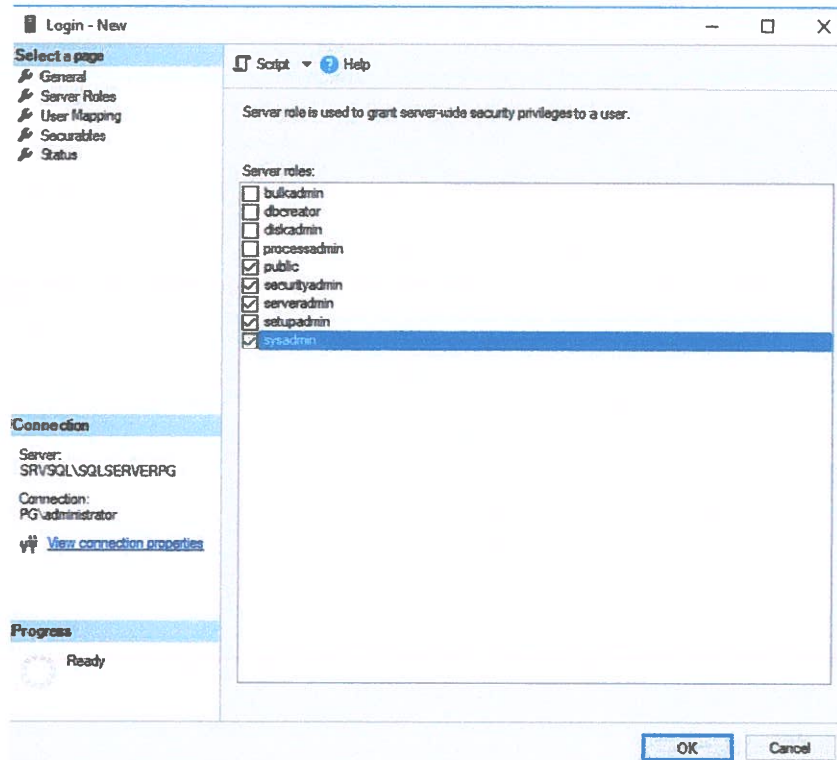 Login - New
Select a page
General
Server Roles
User Mapping
Securables
Status
Script Help
Server role is used to grant server-wide security privileges to a user.
Server roles:
bulkadmin
dbcreator
diskadmin
processadmin
public
securityadmin
serveradmin
setupadmin
sysadmin
Connection
Server:
SRVSQL\SQLSERVERPG
Connection:
PG\administrator
View connection properties
Progress
Ready
OK Cancel